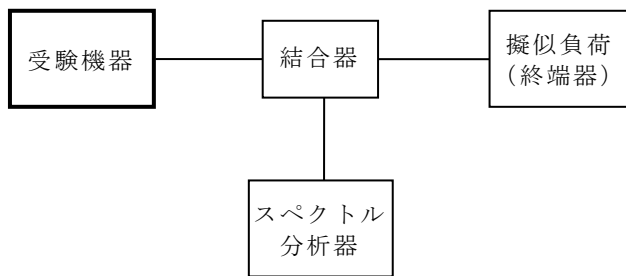 受験機器
結合器
擬似負荷
（終端器）
スペクトル
分析器